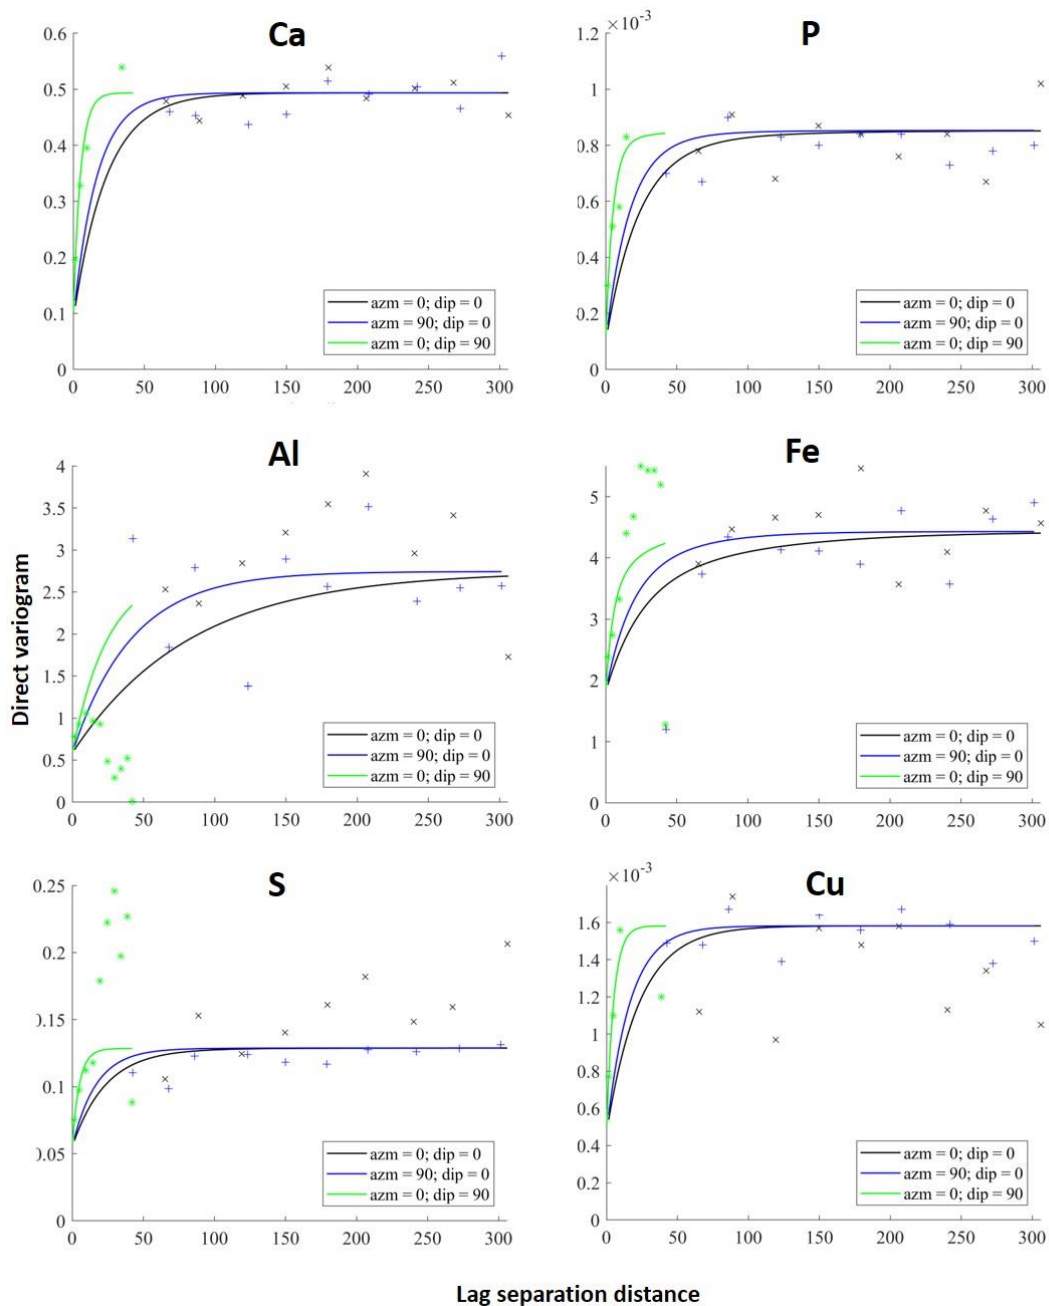 Ca
0.6
0.5
0.4
0.3
0.2
0.1
0
0 50 100 150 200 250 300
azm = 0; dip = 0
azm = 90; dip = 0
azm = 0; dip = 90
P
×10⁻³
1.2
1
0.8
0.6
0.4
0.2
0
0 50 100 150 200 250 300
azm = 0; dip = 0
azm = 90; dip = 0
azm = 0; dip = 90
Direct variogram
Al
4
3.5
3
2.5
2
1.5
1
0.5
0
0 50 100 150 200 250 300
azm = 0; dip = 0
azm = 90; dip = 0
azm = 0; dip = 90
Fe
5
4
3
2
1
0
0 50 100 150 200 250 300
azm = 0; dip = 0
azm = 90; dip = 0
azm = 0; dip = 90
S
0.25
0.2
0.15
0.1
0.05
0
0 50 100 150 200 250 300
azm = 0; dip = 0
azm = 90; dip = 0
azm = 0; dip = 90
Cu
×10⁻³
1.6
1.4
1.2
1
0.8
0.6
0.4
0.2
0
0 50 100 150 200 250 300
azm = 0; dip = 0
azm = 90; dip = 0
azm = 0; dip = 90
Lag separation distance